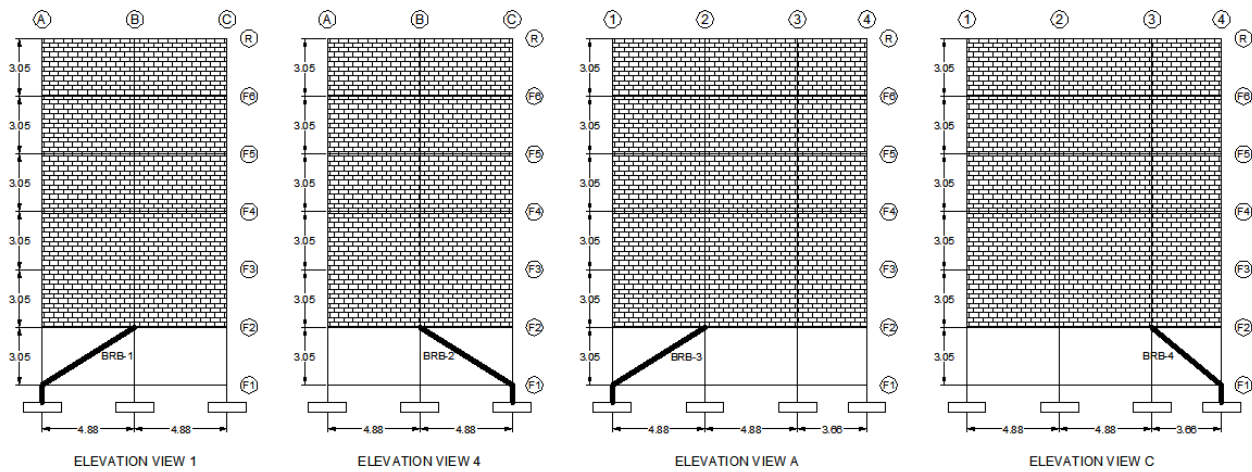 A B C
R
3.05
F6
3.05
F5
3.05
F4
3.05
F3
3.05
F2
BRB-1
3.05
F1
4.88 4.88
ELEVATION VIEW 1
A B C
R
3.05
F6
3.05
F5
3.05
F4
3.05
F3
3.05
F2
BRB-2
3.05
F1
4.88 4.88
ELEVATION VIEW 4
1 2 3 4
R
3.05
F6
3.05
F5
3.05
F4
3.05
F3
3.05
F2
BRB-3
3.05
F1
4.88 4.88 3.66
ELEVATION VIEW A
1 2 3 4
R
3.05
F6
3.05
F5
3.05
F4
3.05
F3
3.05
F2
BRB-4
3.05
F1
4.88 4.88 3.66
ELEVATION VIEW C